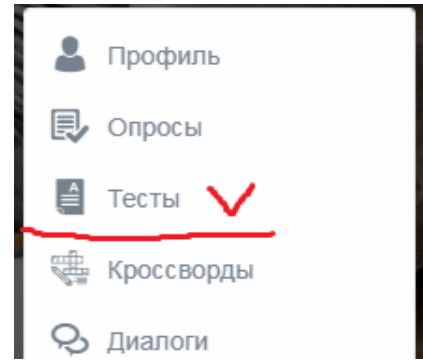 Профиль
Опросы
Тесты
Кроссворды
Диалоги